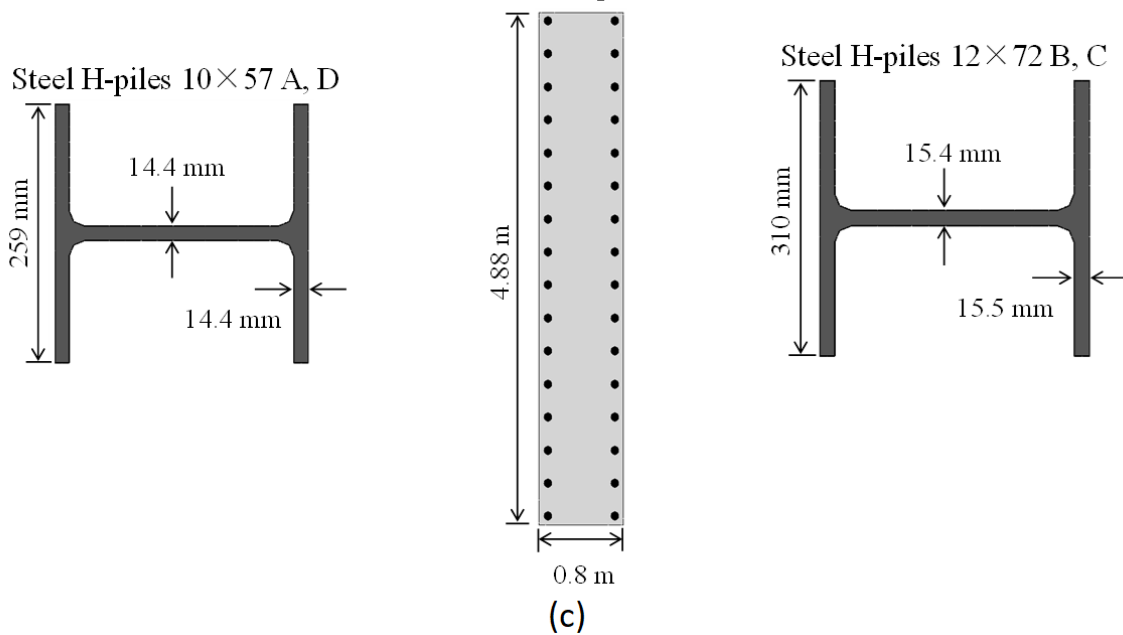 Steel H-piles 10×57 A, D
259 mm
14.4 mm
14.4 mm
4.88 m
0.8 m
Steel H-piles 12×72 B, C
310 mm
15.4 mm
15.5 mm
(c)